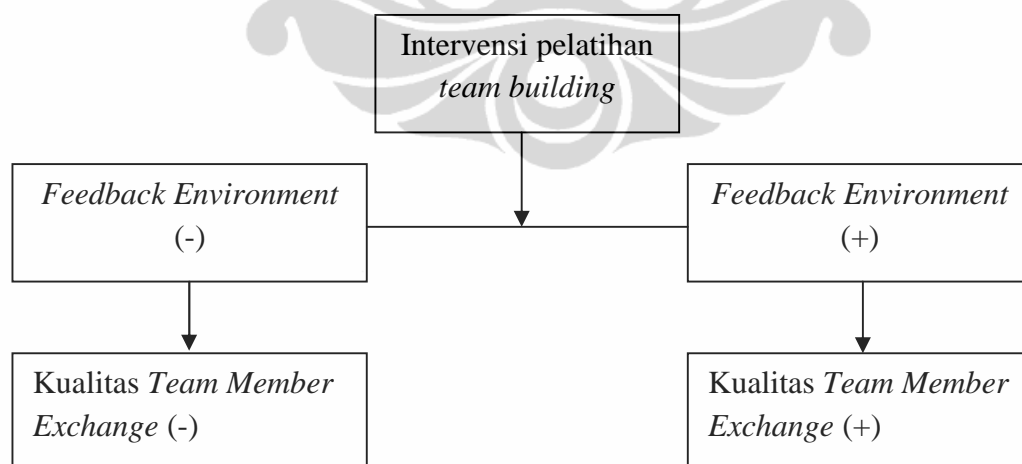 Intervensi pelatihan
team building
Feedback Environment
(-)
Feedback Environment
(+)
Kualitas Team Member
Exchange (-)
Kualitas Team Member
Exchange (+)